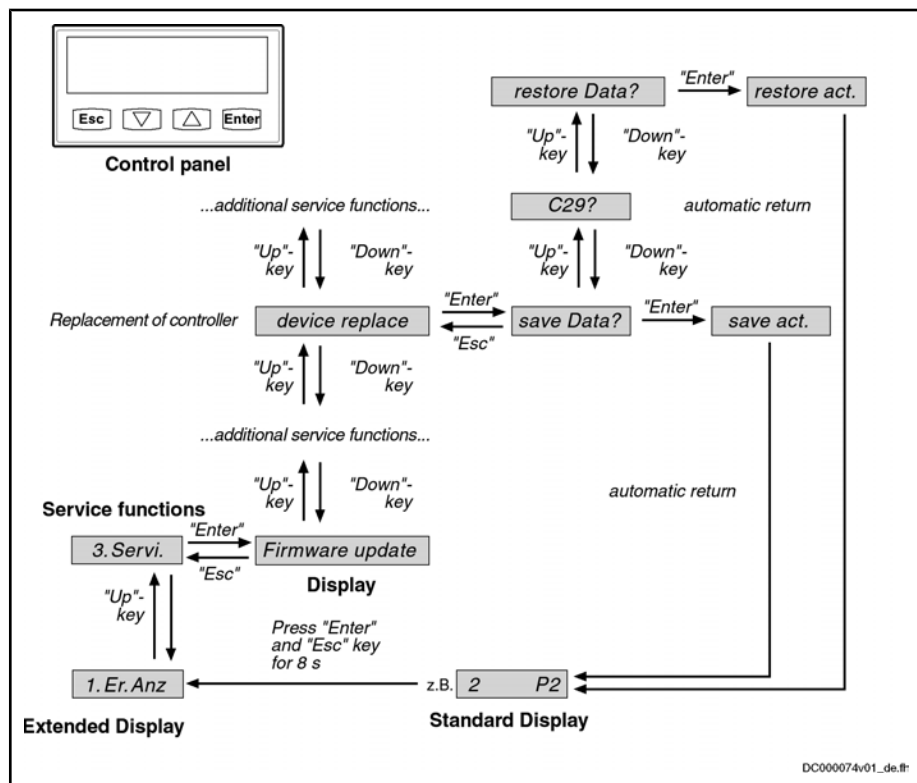 Esc
Enter
Control panel
restore Data?
"Enter"
restore act.
"Up"-
key
"Down"-
key
...additional service functions...
C29?
automatic return
"Up"-
key
"Down"-
key
"Up"-
key
"Down"-
key
Replacement of controller
device replace
"Enter"
"Esc"
save Data?
"Enter"
save act.
"Up"-
key
"Down"-
key
...additional service functions...
"Up"-
key
"Down"-
key
automatic return
Service functions
3.Servi.
"Enter"
"Esc"
Firmware update
Display
"Up"-
key
Press "Enter"
and "Esc" key
for 8 s
1.Er.Anz
z.B.
2 P2
Extended Display
Standard Display
DC000074v01_de.fh